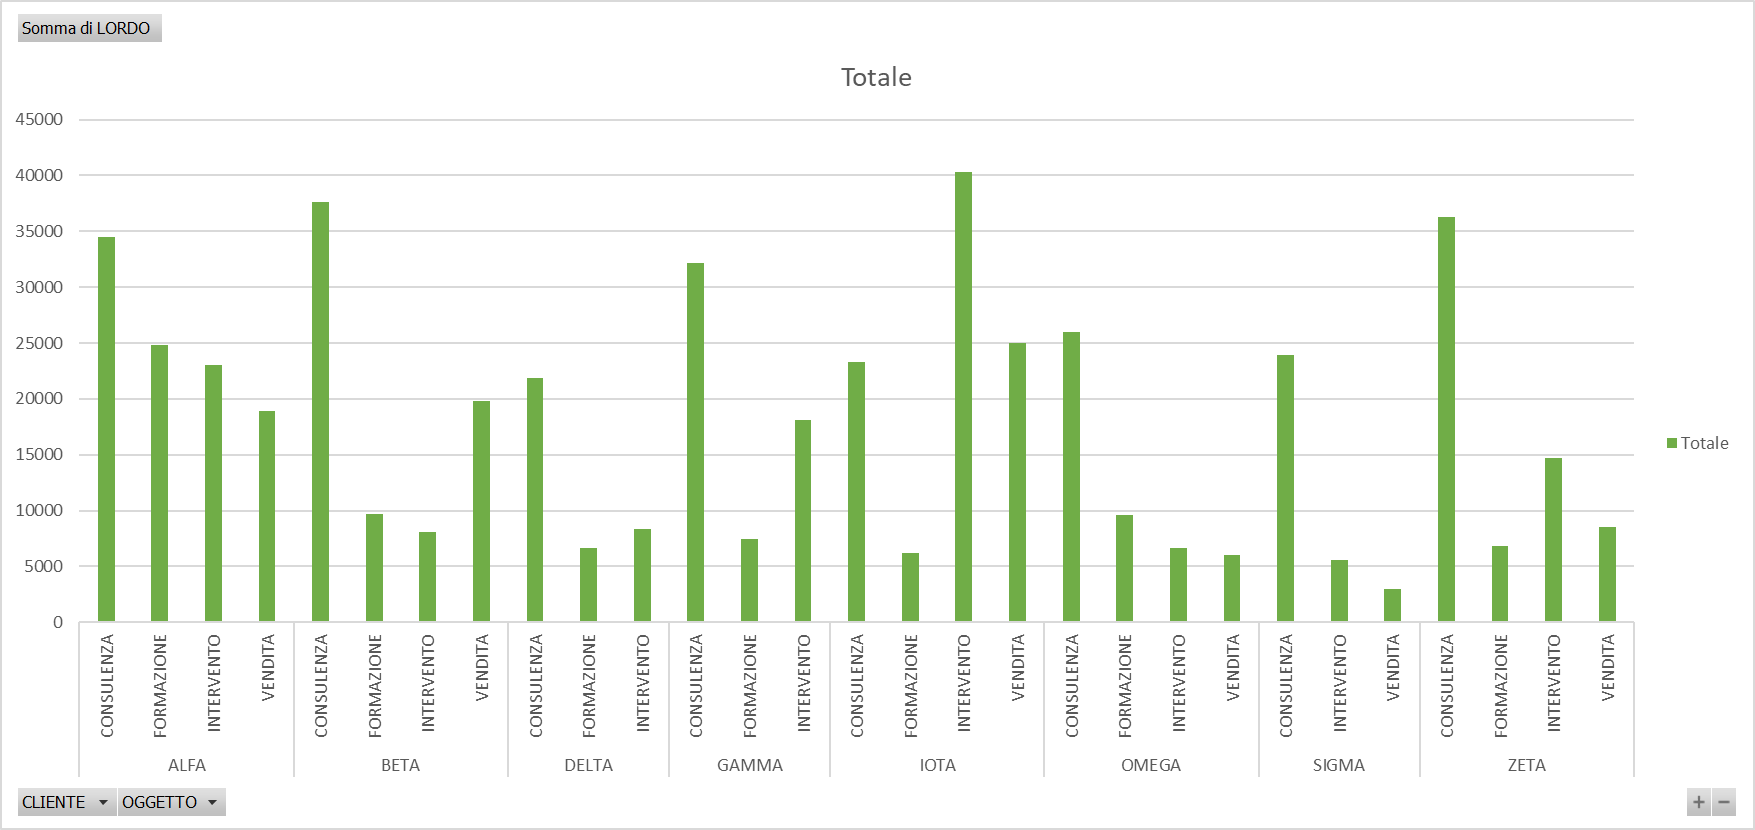 Somma di LORDO
Totale
45000
40000
35000
30000
25000
20000
15000
10000
5000
0
Totale
CONSULENZA
FORMAZIONE
INTERVENTO
VENDITA
CONSULENZA
FORMAZIONE
INTERVENTO
VENDITA
CONSULENZA
FORMAZIONE
INTERVENTO
CONSULENZA
FORMAZIONE
INTERVENTO
CONSULENZA
FORMAZIONE
INTERVENTO
VENDITA
CONSULENZA
FORMAZIONE
INTERVENTO
VENDITA
CONSULENZA
INTERVENTO
VENDITA
CONSULENZA
FORMAZIONE
INTERVENTO
VENDITA
ALFA BETA DELTA GAMMA IOTA OMEGA SIGMA ZETA
CLIENTE OGGETTO + −